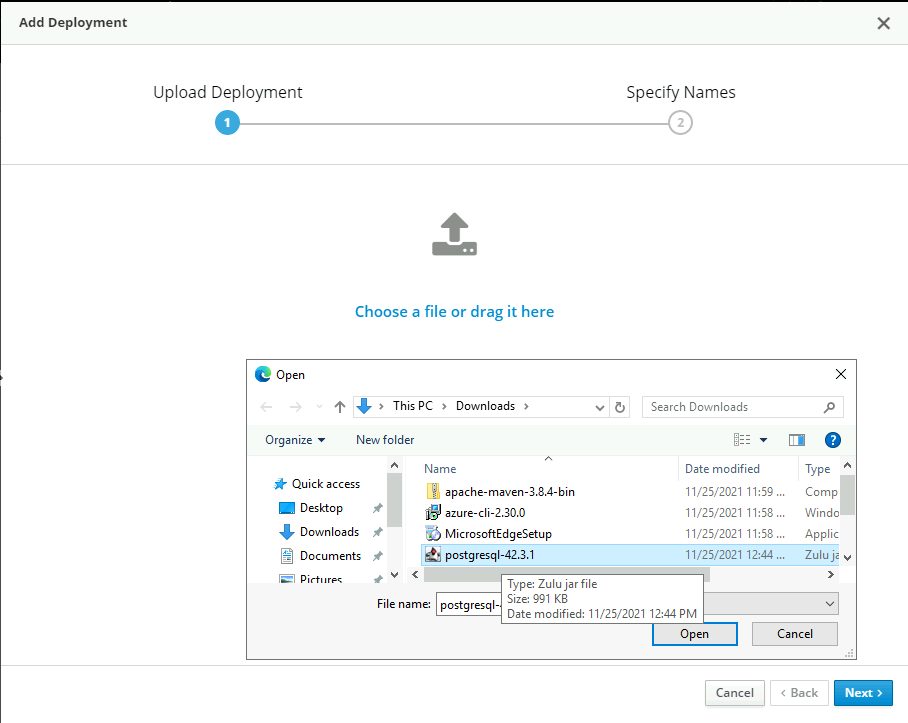 Add Deployment
Upload Deployment
Specify Names
1
2
Choose a file or drag it here
Open
This PC > Downloads >
Search Downloads
Organize
New folder
?
Name
Date modified
Type
Quick access
Desktop
Downloads
Documents
Pictures
apache-maven-3.8.4-bin 11/25/2021 11:59 ... Comp
azure-cli-2.30.0 11/25/2021 11:58 ... Windo
MicrosoftEdgeSetup 11/25/2021 11:58 ... Applic
postgresql-42.3.1 11/25/2021 12:44 ... Zulu ja
Type: Zulu jar file
Size: 991 KB
Date modified: 11/25/2021 12:44 PM
File name: postgresql-4
Open
Cancel
Cancel
< Back
Next >